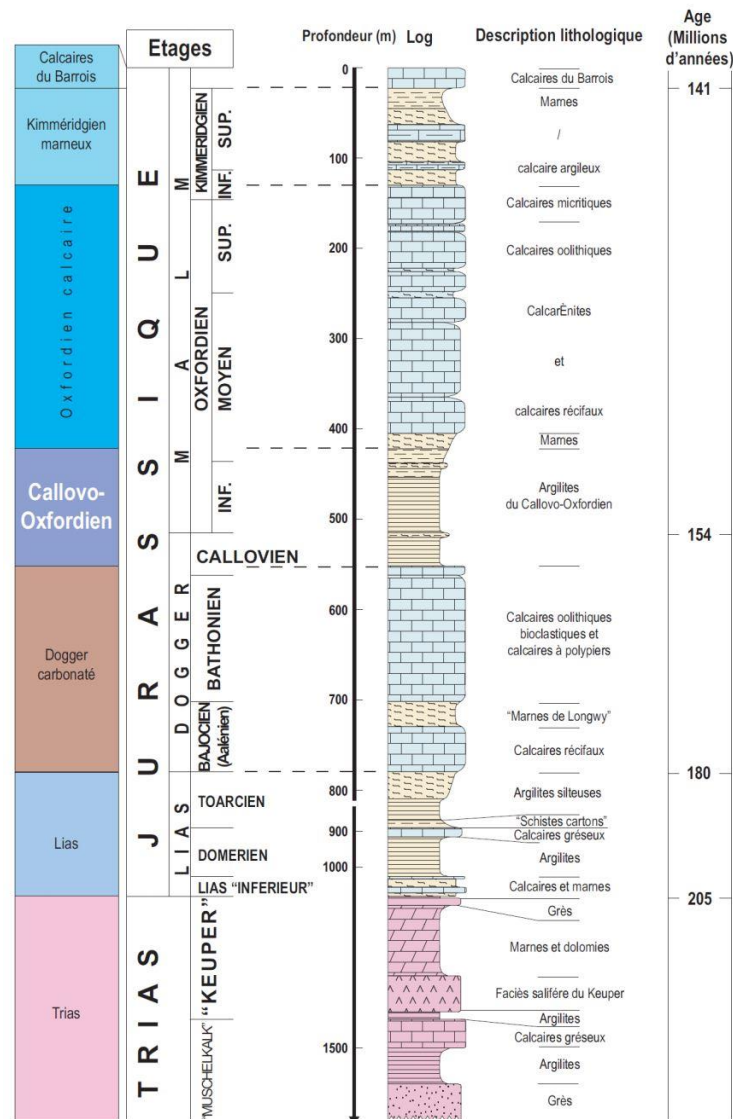 Etages
Profondeur (m)
Log
Description lithologique
Age
(Millions
d'années)
Calcaires
du Barrois
Kimméridgien
marneux
Oxfordien calcaire
Callovo-
Oxfordien
Dogger
carbonaté
Lias
Trias
JURASSIQUE
TRIAS
MALM
DOGGER
LIAS
KIMMERIDGIEN
SUP.
INF.
OXFORDIEN
SUP.
MOYEN
INF.
CALLOVIEN
BATHONIEN
BAJOCIEN
(Aalénien)
TOARCIEN
DOMERIEN
LIAS "INFERIEUR"
"KEUPER"
"MUSCHELKALK"
0
100
200
300
400
500
600
700
800
900
1000
1500
Calcaires du Barrois
Marnes
/
calcaire argileux
Calcaires micritiques
Calcaires oolithiques
CalcarÈnites
et
calcaires récifaux
Marnes
Argilites
du Callovo-Oxfordien
Calcaires oolithiques
bioclastiques et
calcaires à polypiers
"Marnes de Longwy"
Calcaires récifaux
Argilites silteuses
"Schistes cartons"
Calcaires gréseux
Argilites
Calcaires et marnes
Grès
Marnes et dolomies
Faciès salifère du Keuper
Argilites
Calcaires gréseux
Argilites
Grès
141
154
180
205